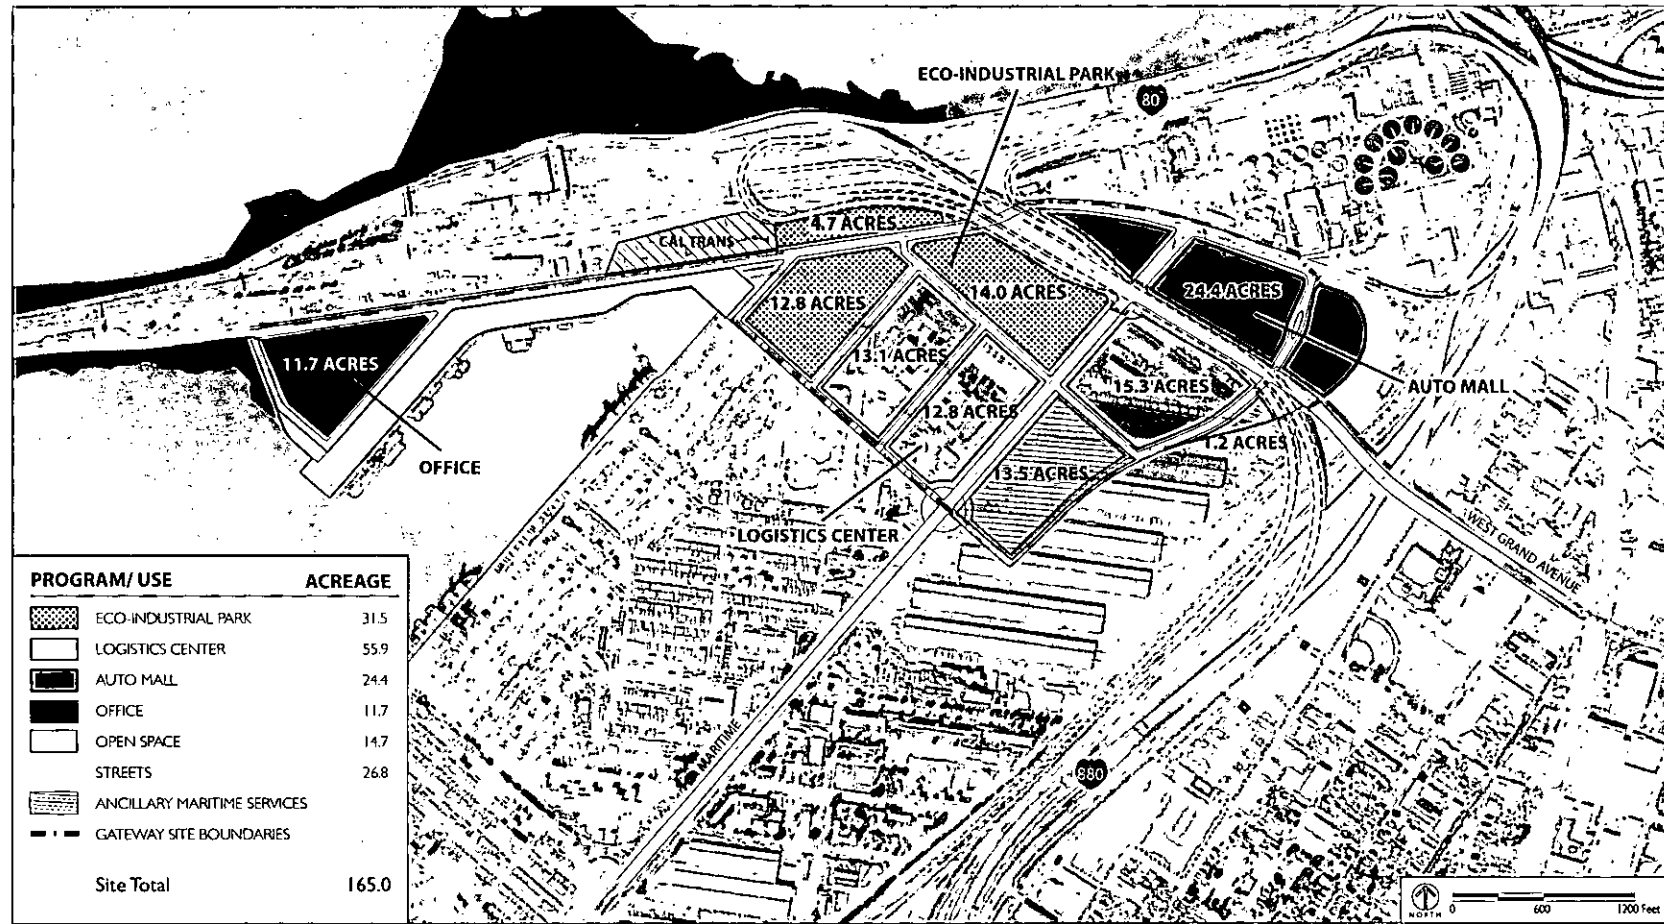 ECO-INDUSTRIAL PARK
80
4.7 ACRES
CAL TRANS
12.8 ACRES
14.0 ACRES
24.4 ACRES
11.7 ACRES
13.1 ACRES
15.3 ACRES
AUTO MALL
12.8 ACRES
1.2 ACRES
OFFICE
13.5 ACRES
LOGISTICS CENTER
WEST GRAND AVENUE
MARITIME
880
PROGRAM/ USE ACREAGE
ECO-INDUSTRIAL PARK 31.5
LOGISTICS CENTER 55.9
AUTO MALL 24.4
OFFICE 11.7
OPEN SPACE 14.7
STREETS 26.8
ANCILLARY MARITIME SERVICES
GATEWAY SITE BOUNDARIES
Site Total 165.0
NORTH
0 600 1200 Feet